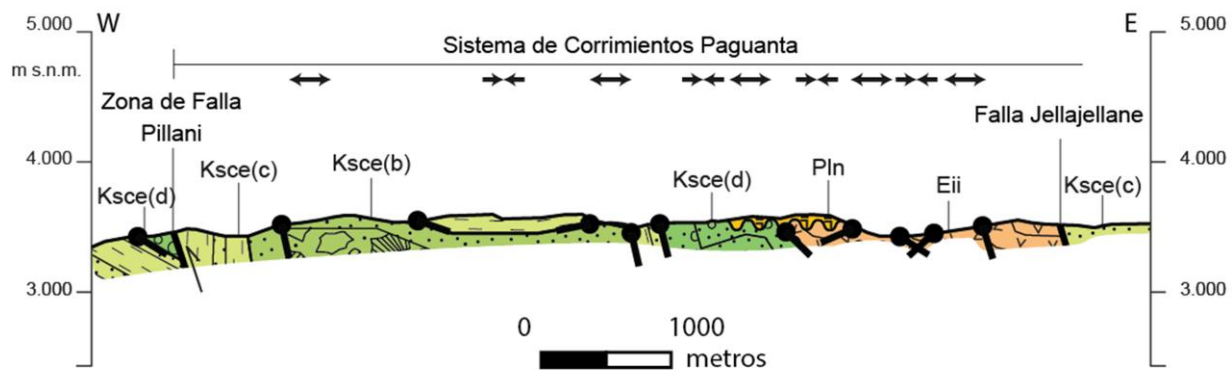 5.000 W
E 5.000
Sistema de Corrimientos Paguanta
m s.n.m.
Zona de Falla
Pillani
Falla Jellajellane
4.000
4.000
Ksce(d)
Ksce(c)
Ksce(b)
Ksce(d)
Pln
Eii
Ksce(c)
3.000
3.000
0 1000
metros